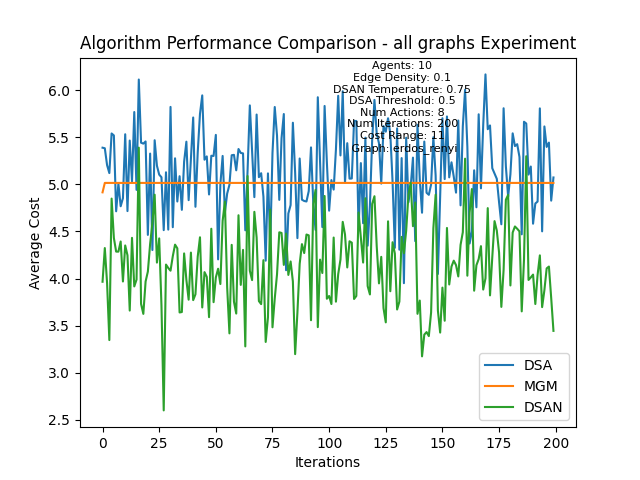 Algorithm Performance Comparison - all graphs Experiment
Agents: 10
Edge Density: 0.1
DSAN Temperature: 0.75
DSA Threshold: 0.5
Num Actions: 8
Num Iterations: 200
Cost Range: 11
Graph: erdos_renyi
Average Cost
6.0
5.5
5.0
4.5
4.0
3.5
3.0
2.5
0
25
50
75
100
125
150
175
200
Iterations
DSA
MGM
DSAN